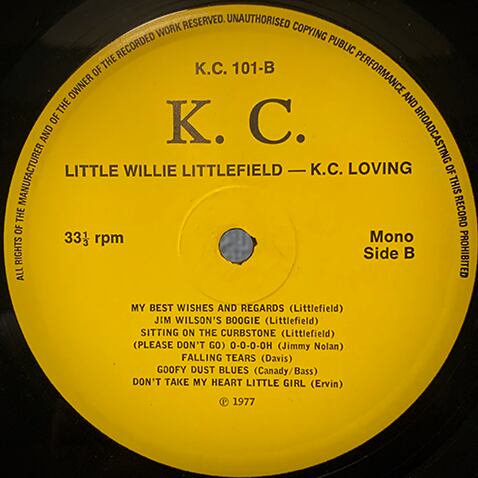 ALL RIGHTS OF THE MANUFACTURER AND OF THE OWNER OF THE RECORDED WORK RESERVED. UNAUTHORISED COPYING PUBLIC PERFORMANCE AND BROADCASTING OF THIS RECORD PROHIBITED
K.C. 101-B
K. C.
LITTLE WILLIE LITTLEFIELD — K.C. LOVING
33⅓ rpm
Mono
Side B
MY BEST WISHES AND REGARDS (Littlefield)
JIM WILSON'S BOOGIE (Littlefield)
SITTING ON THE CURBSTONE (Littlefield)
(PLEASE DON'T GO) O-O-O-OH (Jimmy Nolan)
FALLING TEARS (Davis)
GOOFY DUST BLUES (Canady/Bass)
DON'T TAKE MY HEART LITTLE GIRL (Ervin)
℗ 1977